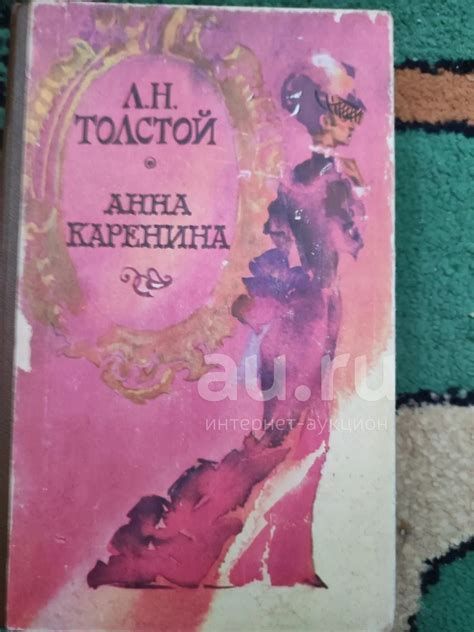 Л.Н.
ТОЛСТОЙ
АННА
КАРЕНИНА
au.ru
интернет-аукцион